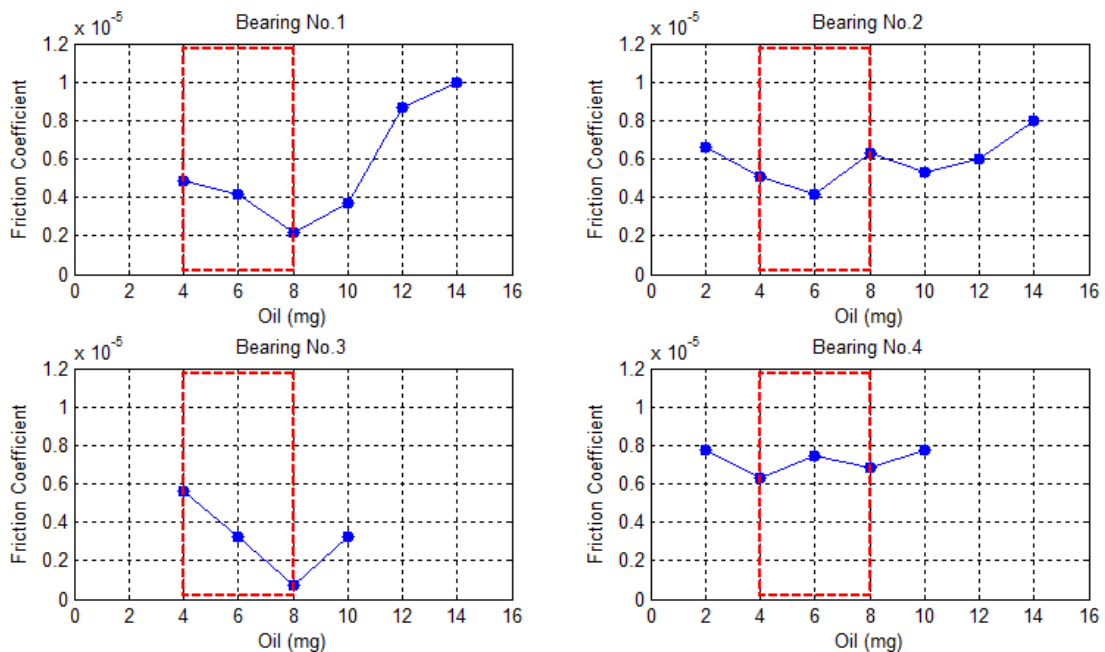 Bearing No.1
x 10^-5
1.2
1
0.8
0.6
0.4
0.2
0
Friction Coefficient
0 2 4 6 8 10 12 14 16
Oil (mg)
Bearing No.2
x 10^-5
1.2
1
0.8
0.6
0.4
0.2
0
Friction Coefficient
0 2 4 6 8 10 12 14 16
Oil (mg)
Bearing No.3
x 10^-5
1.2
1
0.8
0.6
0.4
0.2
0
Friction Coefficient
0 2 4 6 8 10 12 14 16
Oil (mg)
Bearing No.4
x 10^-5
1.2
1
0.8
0.6
0.4
0.2
0
Friction Coefficient
0 2 4 6 8 10 12 14 16
Oil (mg)